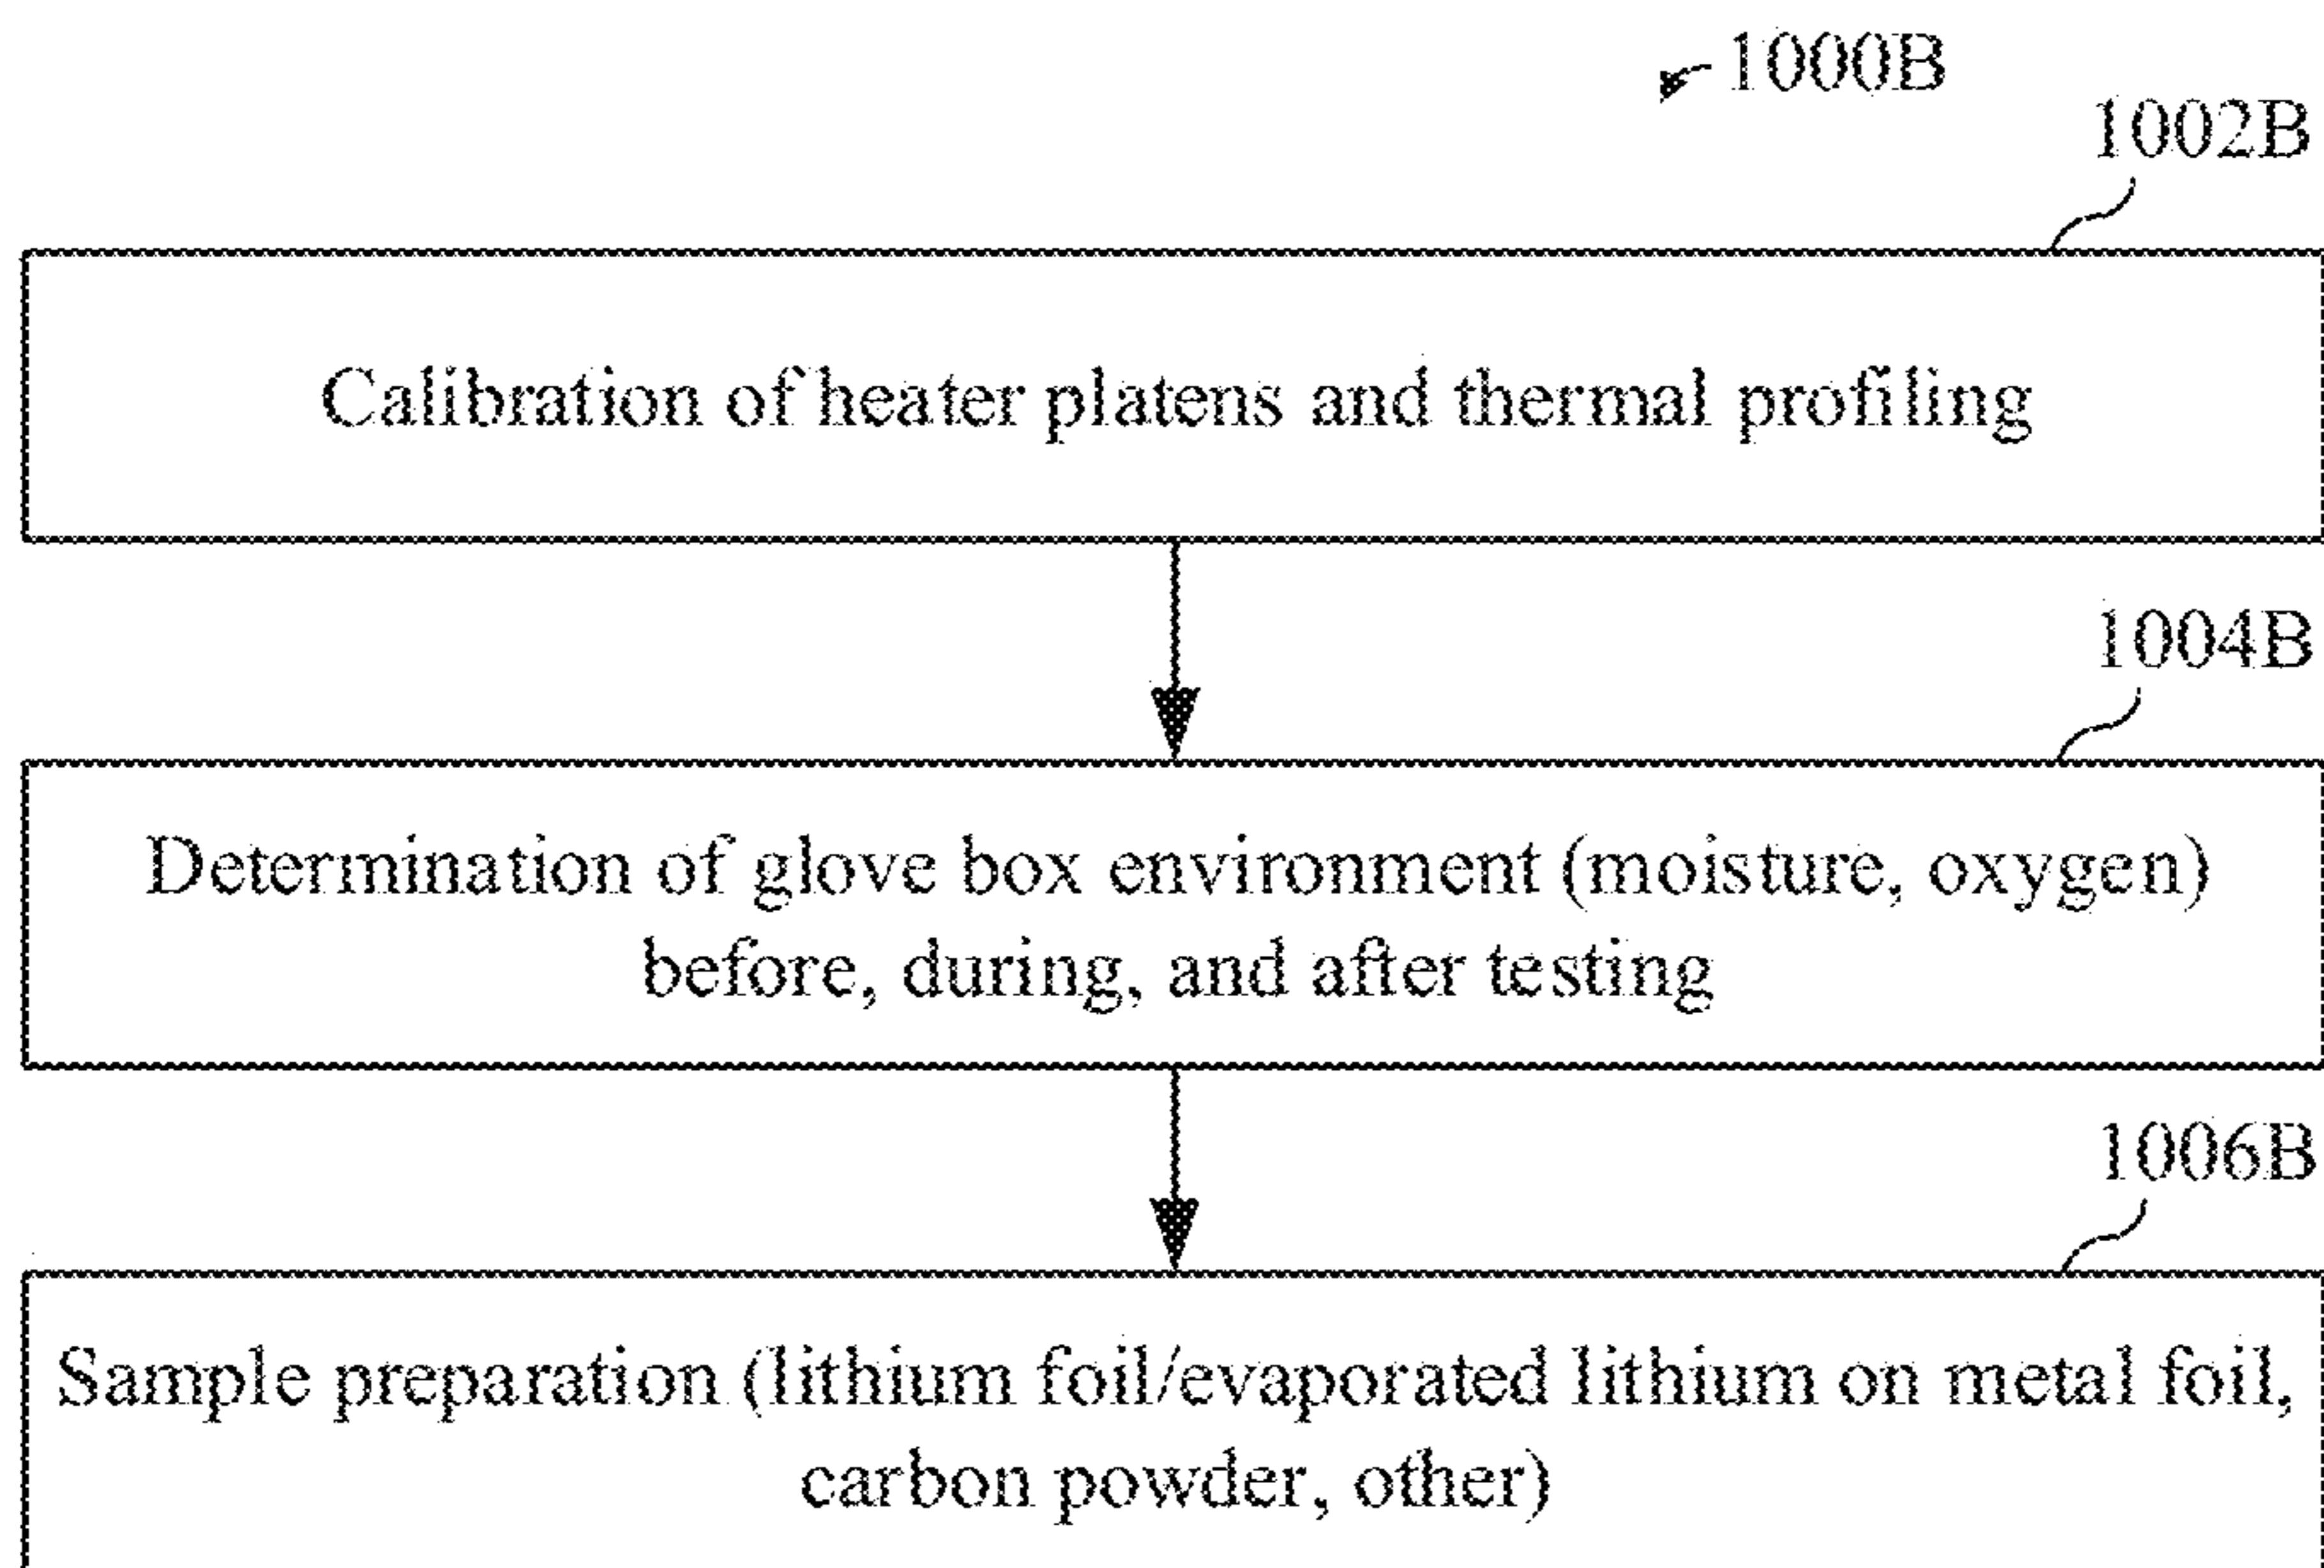 1000B
1002B
Calibration of heater platens and thermal profiling
1004B
Determination of glove box environment (moisture, oxygen)
before, during, and after testing
1006B
Sample preparation (lithium foil/evaporated lithium on metal foil,
carbon powder, other)